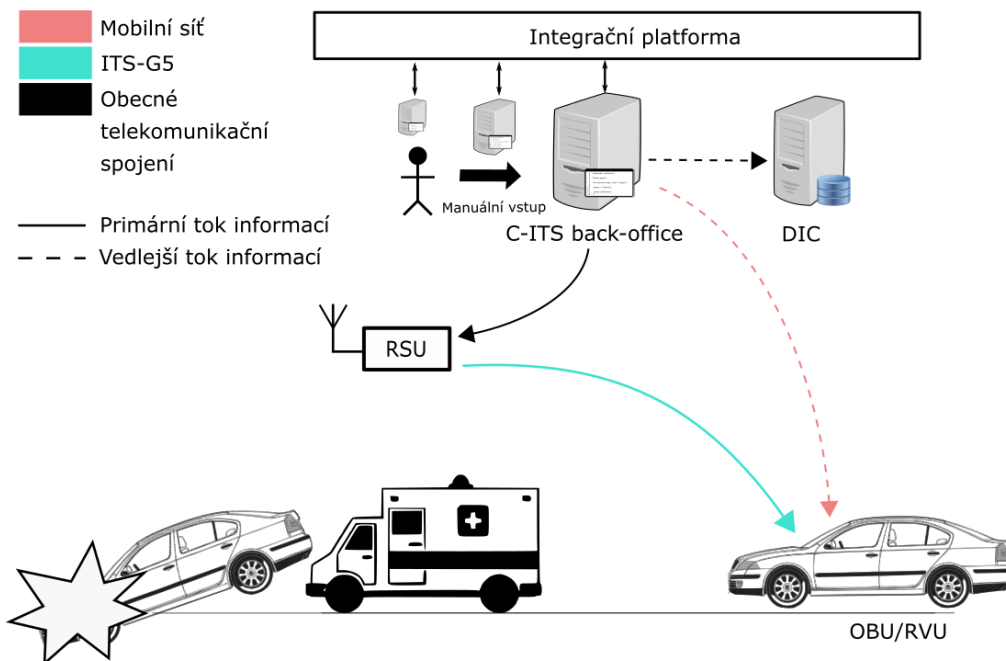 Mobilní síť
ITS-G5
Obecné
telekomunikační
spojení
Primární tok informací
Vedlejší tok informací
Integrační platforma
Manuální vstup
C-ITS back-office
DIC
RSU
OBU/RVU